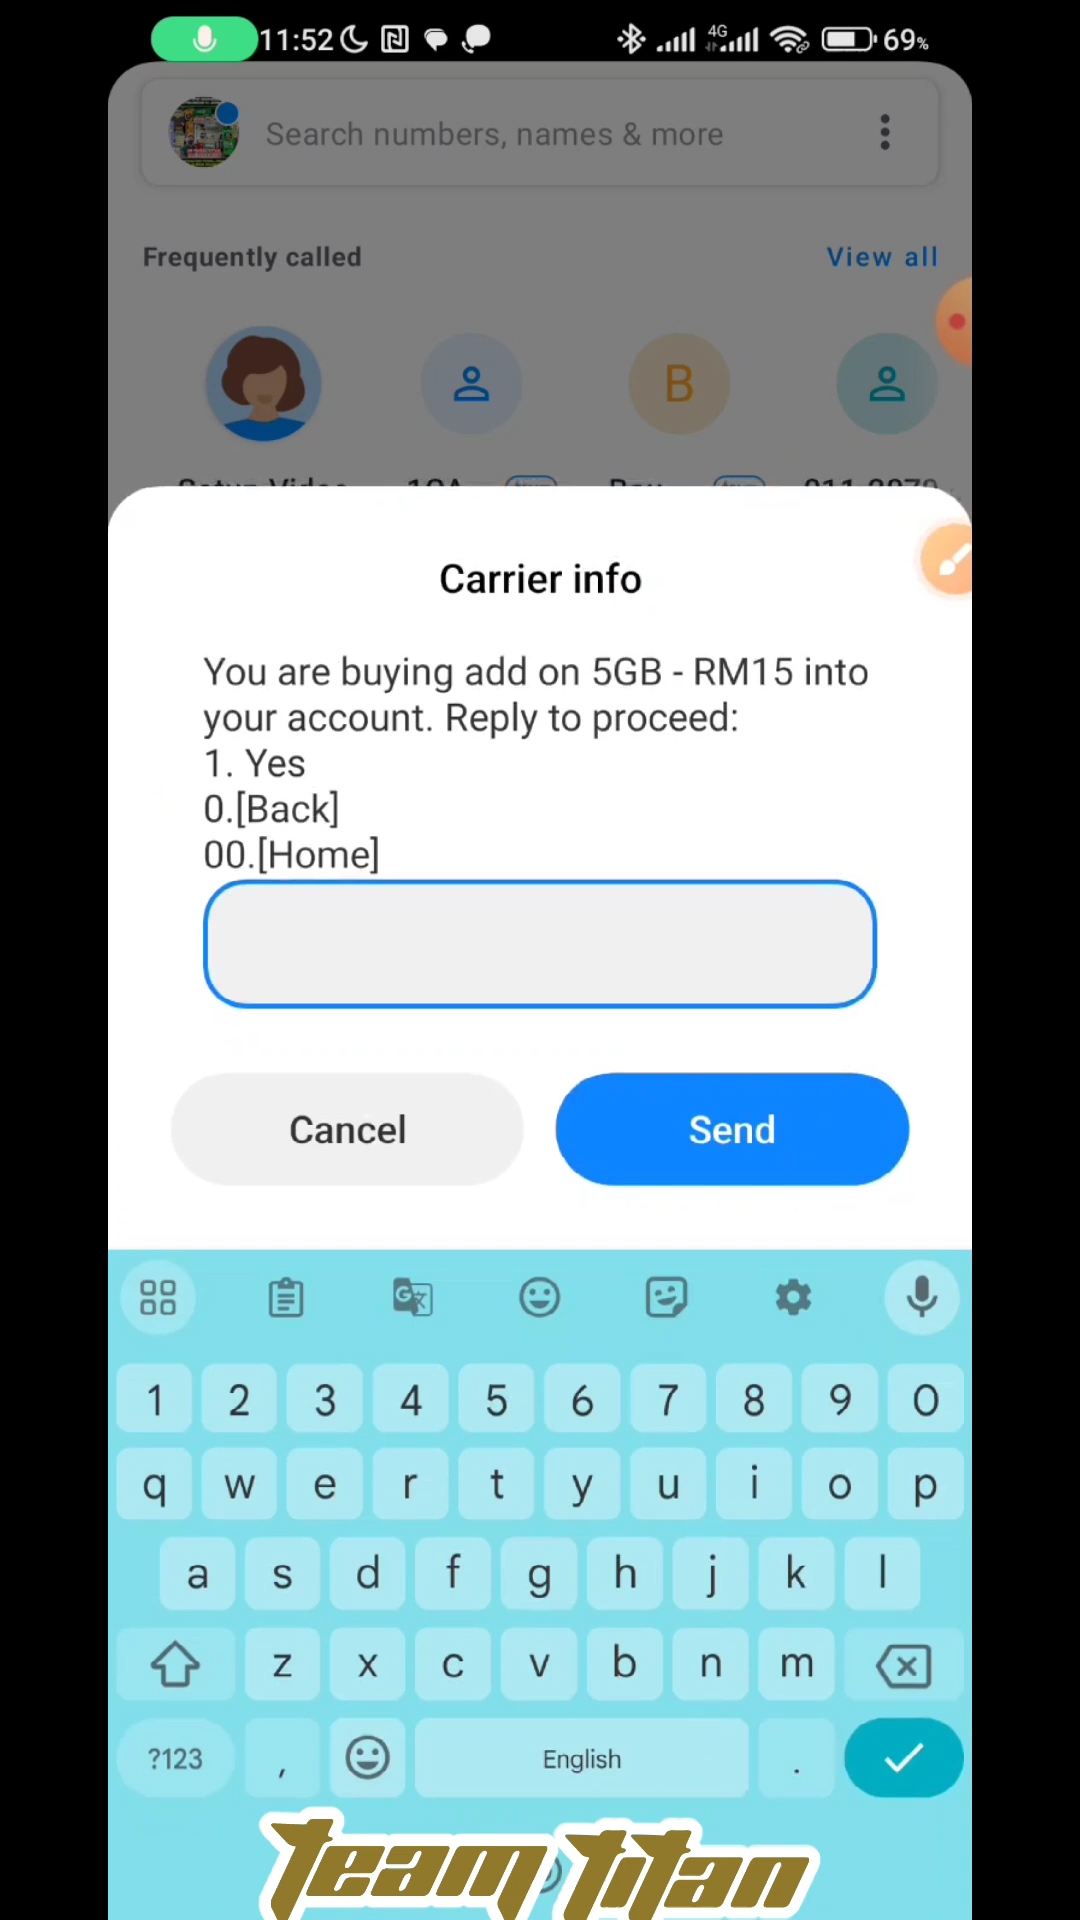 11:52 4G 69%
Search numbers, names & more
Frequently called View all
B
Carrier info
You are buying add on 5GB - RM15 into
your account. Reply to proceed:
1. Yes
0.[Back]
00.[Home]
Cancel Send
1 2 3 4 5 6 7 8 9 0
q w e r t y u i o p
a s d f g h j k l
z x c v b n m
?123 , English .
Team Titan